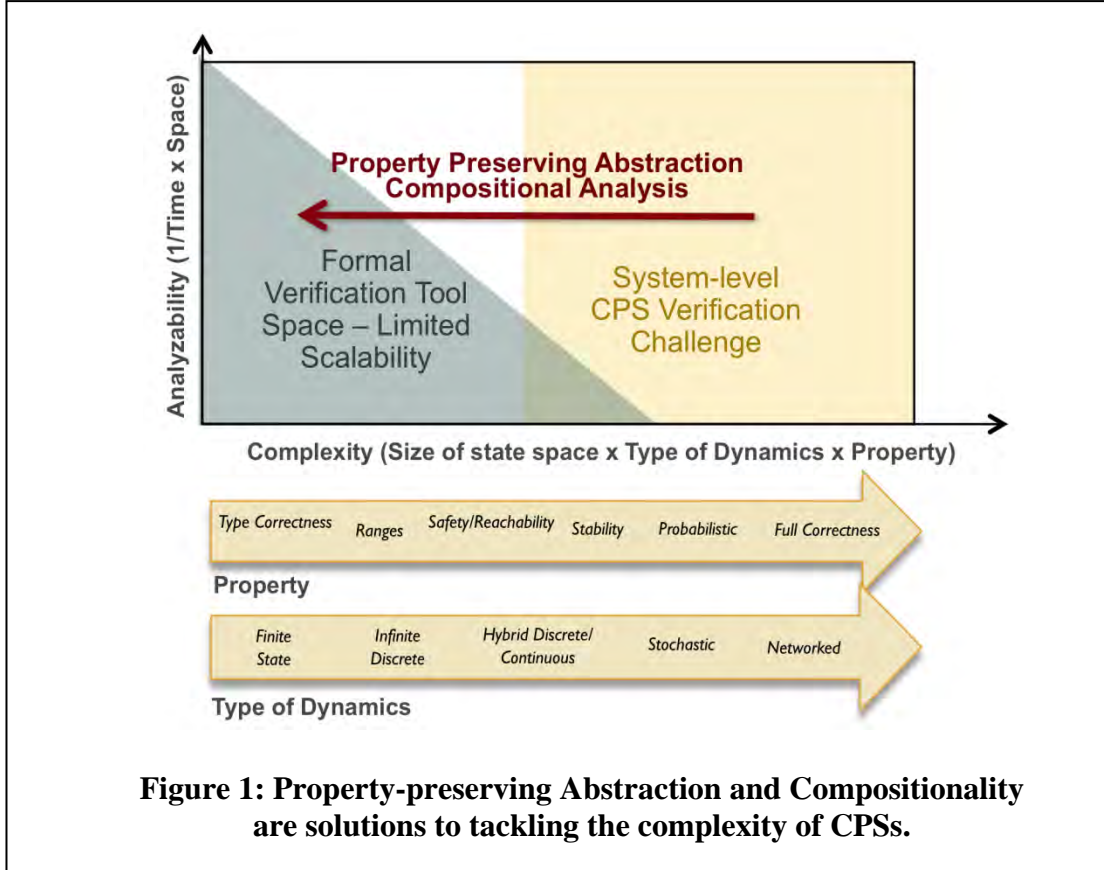 Analyzability (1/Time x Space)
Property Preserving Abstraction
Compositional Analysis
Formal
Verification Tool
Space – Limited
Scalability
System-level
CPS Verification
Challenge
Complexity (Size of state space x Type of Dynamics x Property)
Type Correctness Ranges Safety/Reachability Stability Probabilistic Full Correctness
Property
Finite
State
Infinite
Discrete
Hybrid Discrete/
Continuous
Stochastic
Networked
Type of Dynamics
Figure 1: Property-preserving Abstraction and Compositionality
are solutions to tackling the complexity of CPSs.